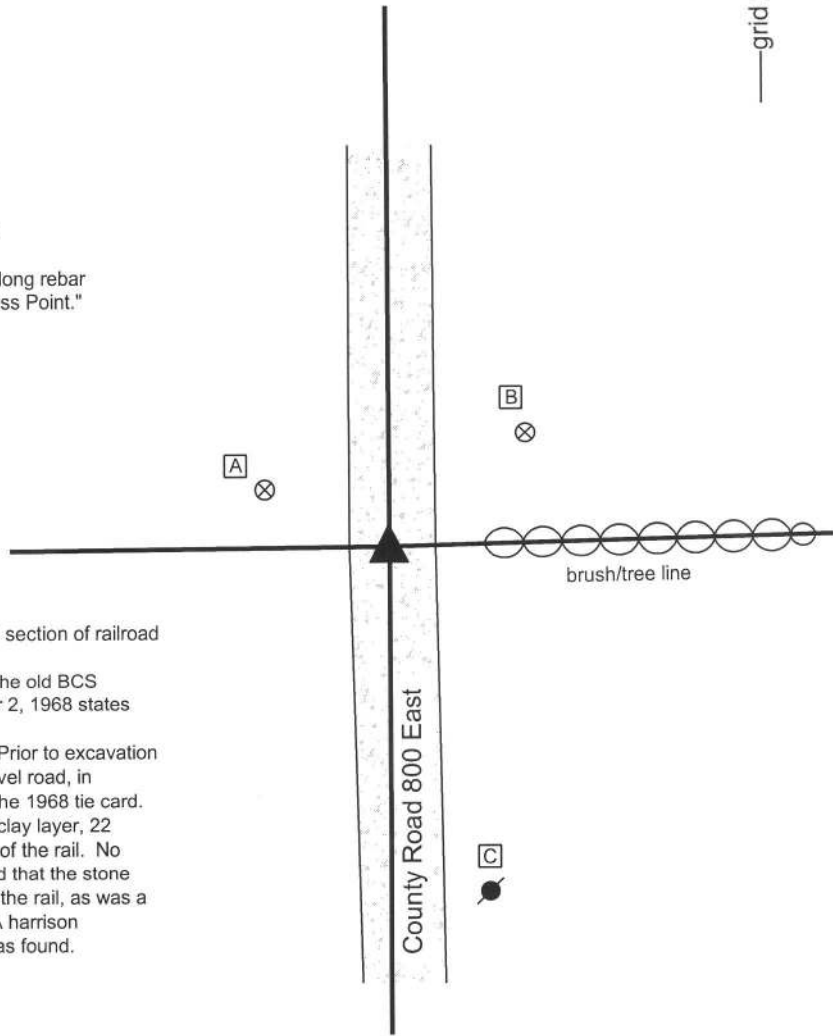 grid
long rebar
ss Point."
B
A
brush/tree line
section of railroad
he old BCS
r 2, 1968 states
Prior to excavation
vel road, in
he 1968 tie card.
clay layer, 22
of the rail. No
d that the stone
the rail, as was a
A harrison
as found.
County Road 800 East
C